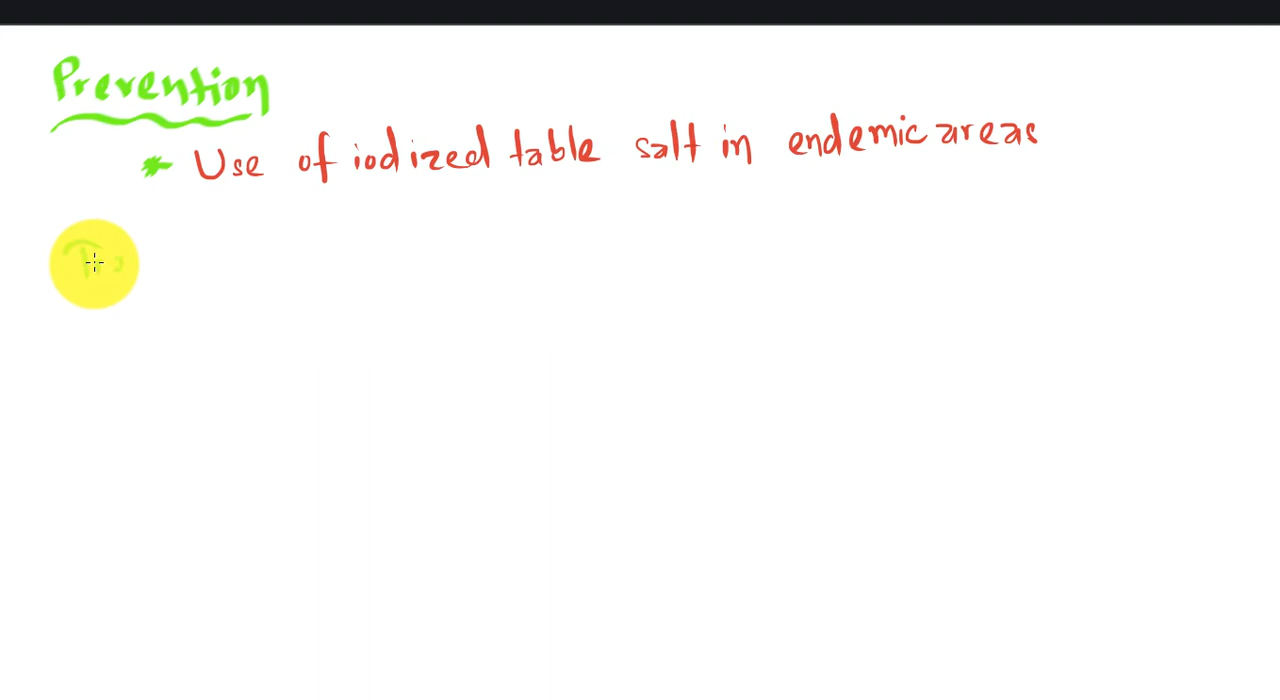 Prevention
* Use of iodized table salt in endemic areas